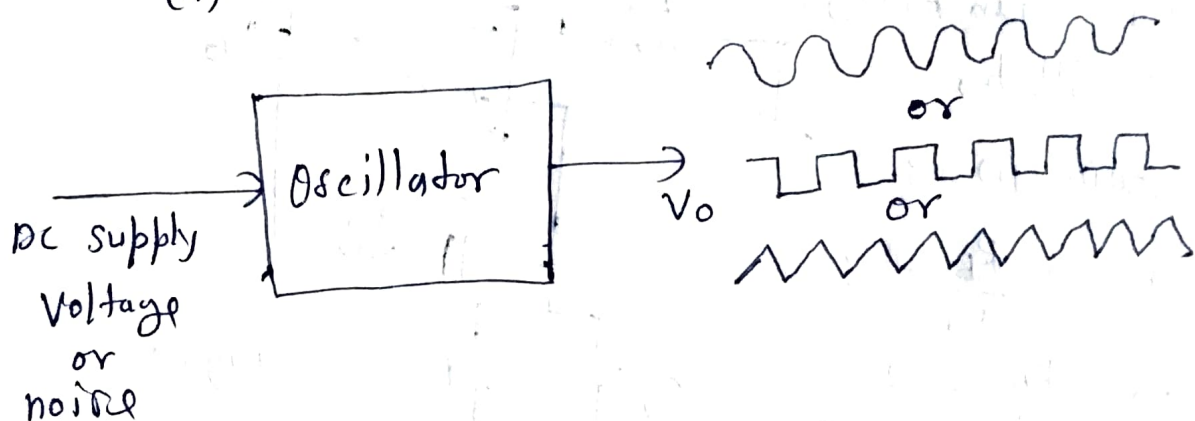 or
Oscillator
Vo
or
DC supply
Voltage
or
noise